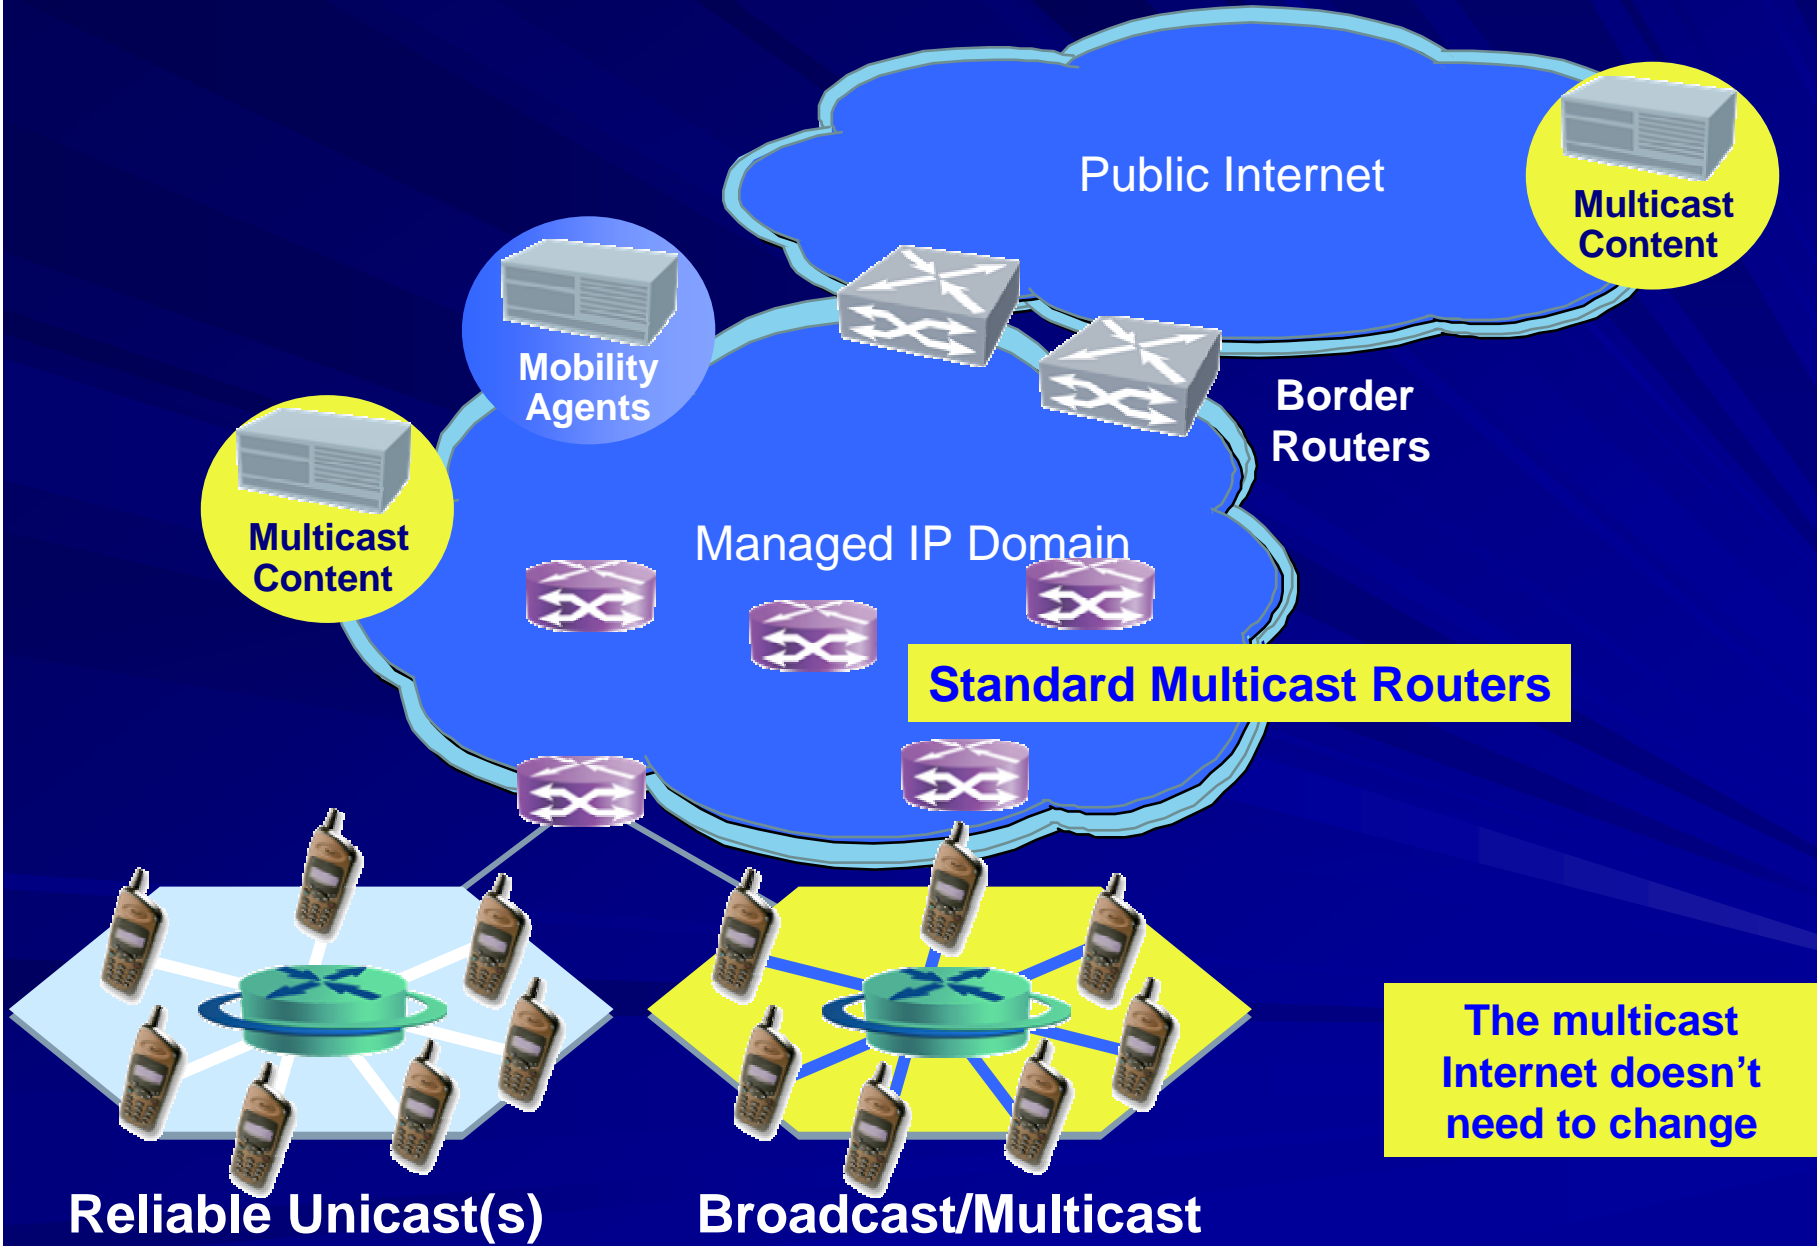 Public Internet
Multicast
Content
Mobility
Agents
Border
Routers
Multicast
Content
Managed IP Domain
Standard Multicast Routers
The multicast
Internet doesn’t
need to change
Reliable Unicast(s)
Broadcast/Multicast